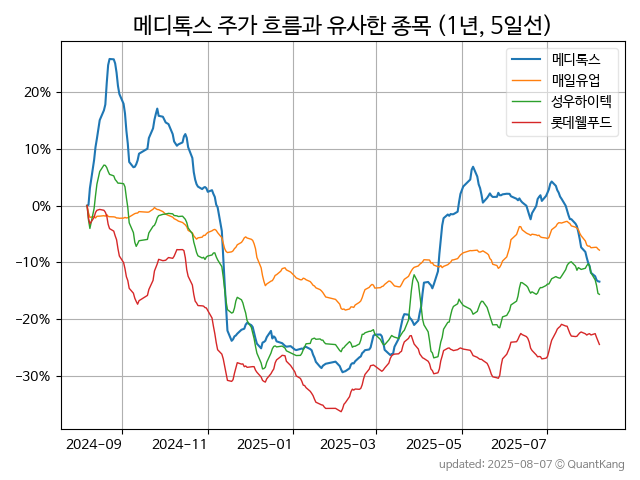 메디톡스 주가 흐름과 유사한 종목 (1년, 5일선)
메디톡스
매일유업
성우하이텍
롯데웰푸드
20%
10%
0%
−10%
−20%
−30%
2024-09 2024-11 2025-01 2025-03 2025-05 2025-07
updated: 2025-08-07 © QuantKang